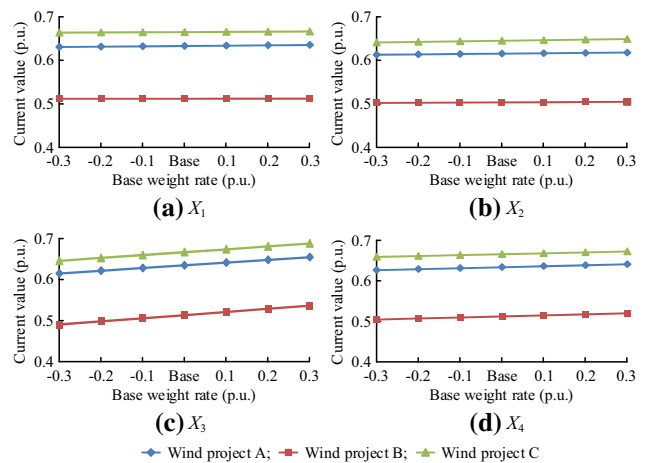 Current value (p.u.)
0.7
0.6
0.5
0.4
-0.3 -0.2 -0.1 Base 0.1 0.2 0.3
Base weight rate (p.u.)
(a) X1
Current value (p.u.)
0.7
0.6
0.5
0.4
-0.3 -0.2 -0.1 Base 0.1 0.2 0.3
Base weight rate (p.u.)
(b) X2
Current value (p.u.)
0.7
0.6
0.5
0.4
-0.3 -0.2 -0.1 Base 0.1 0.2 0.3
Base weight rate (p.u.)
(c) X3
Current value (p.u.)
0.7
0.6
0.5
0.4
-0.3 -0.2 -0.1 Base 0.1 0.2 0.3
Base weight rate (p.u.)
(d) X4
Wind project A; Wind project B; Wind project C